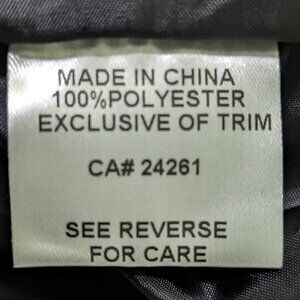 MADE IN CHINA
100%POLYESTER
EXCLUSIVE OF TRIM
CA# 24261
SEE REVERSE
FOR CARE